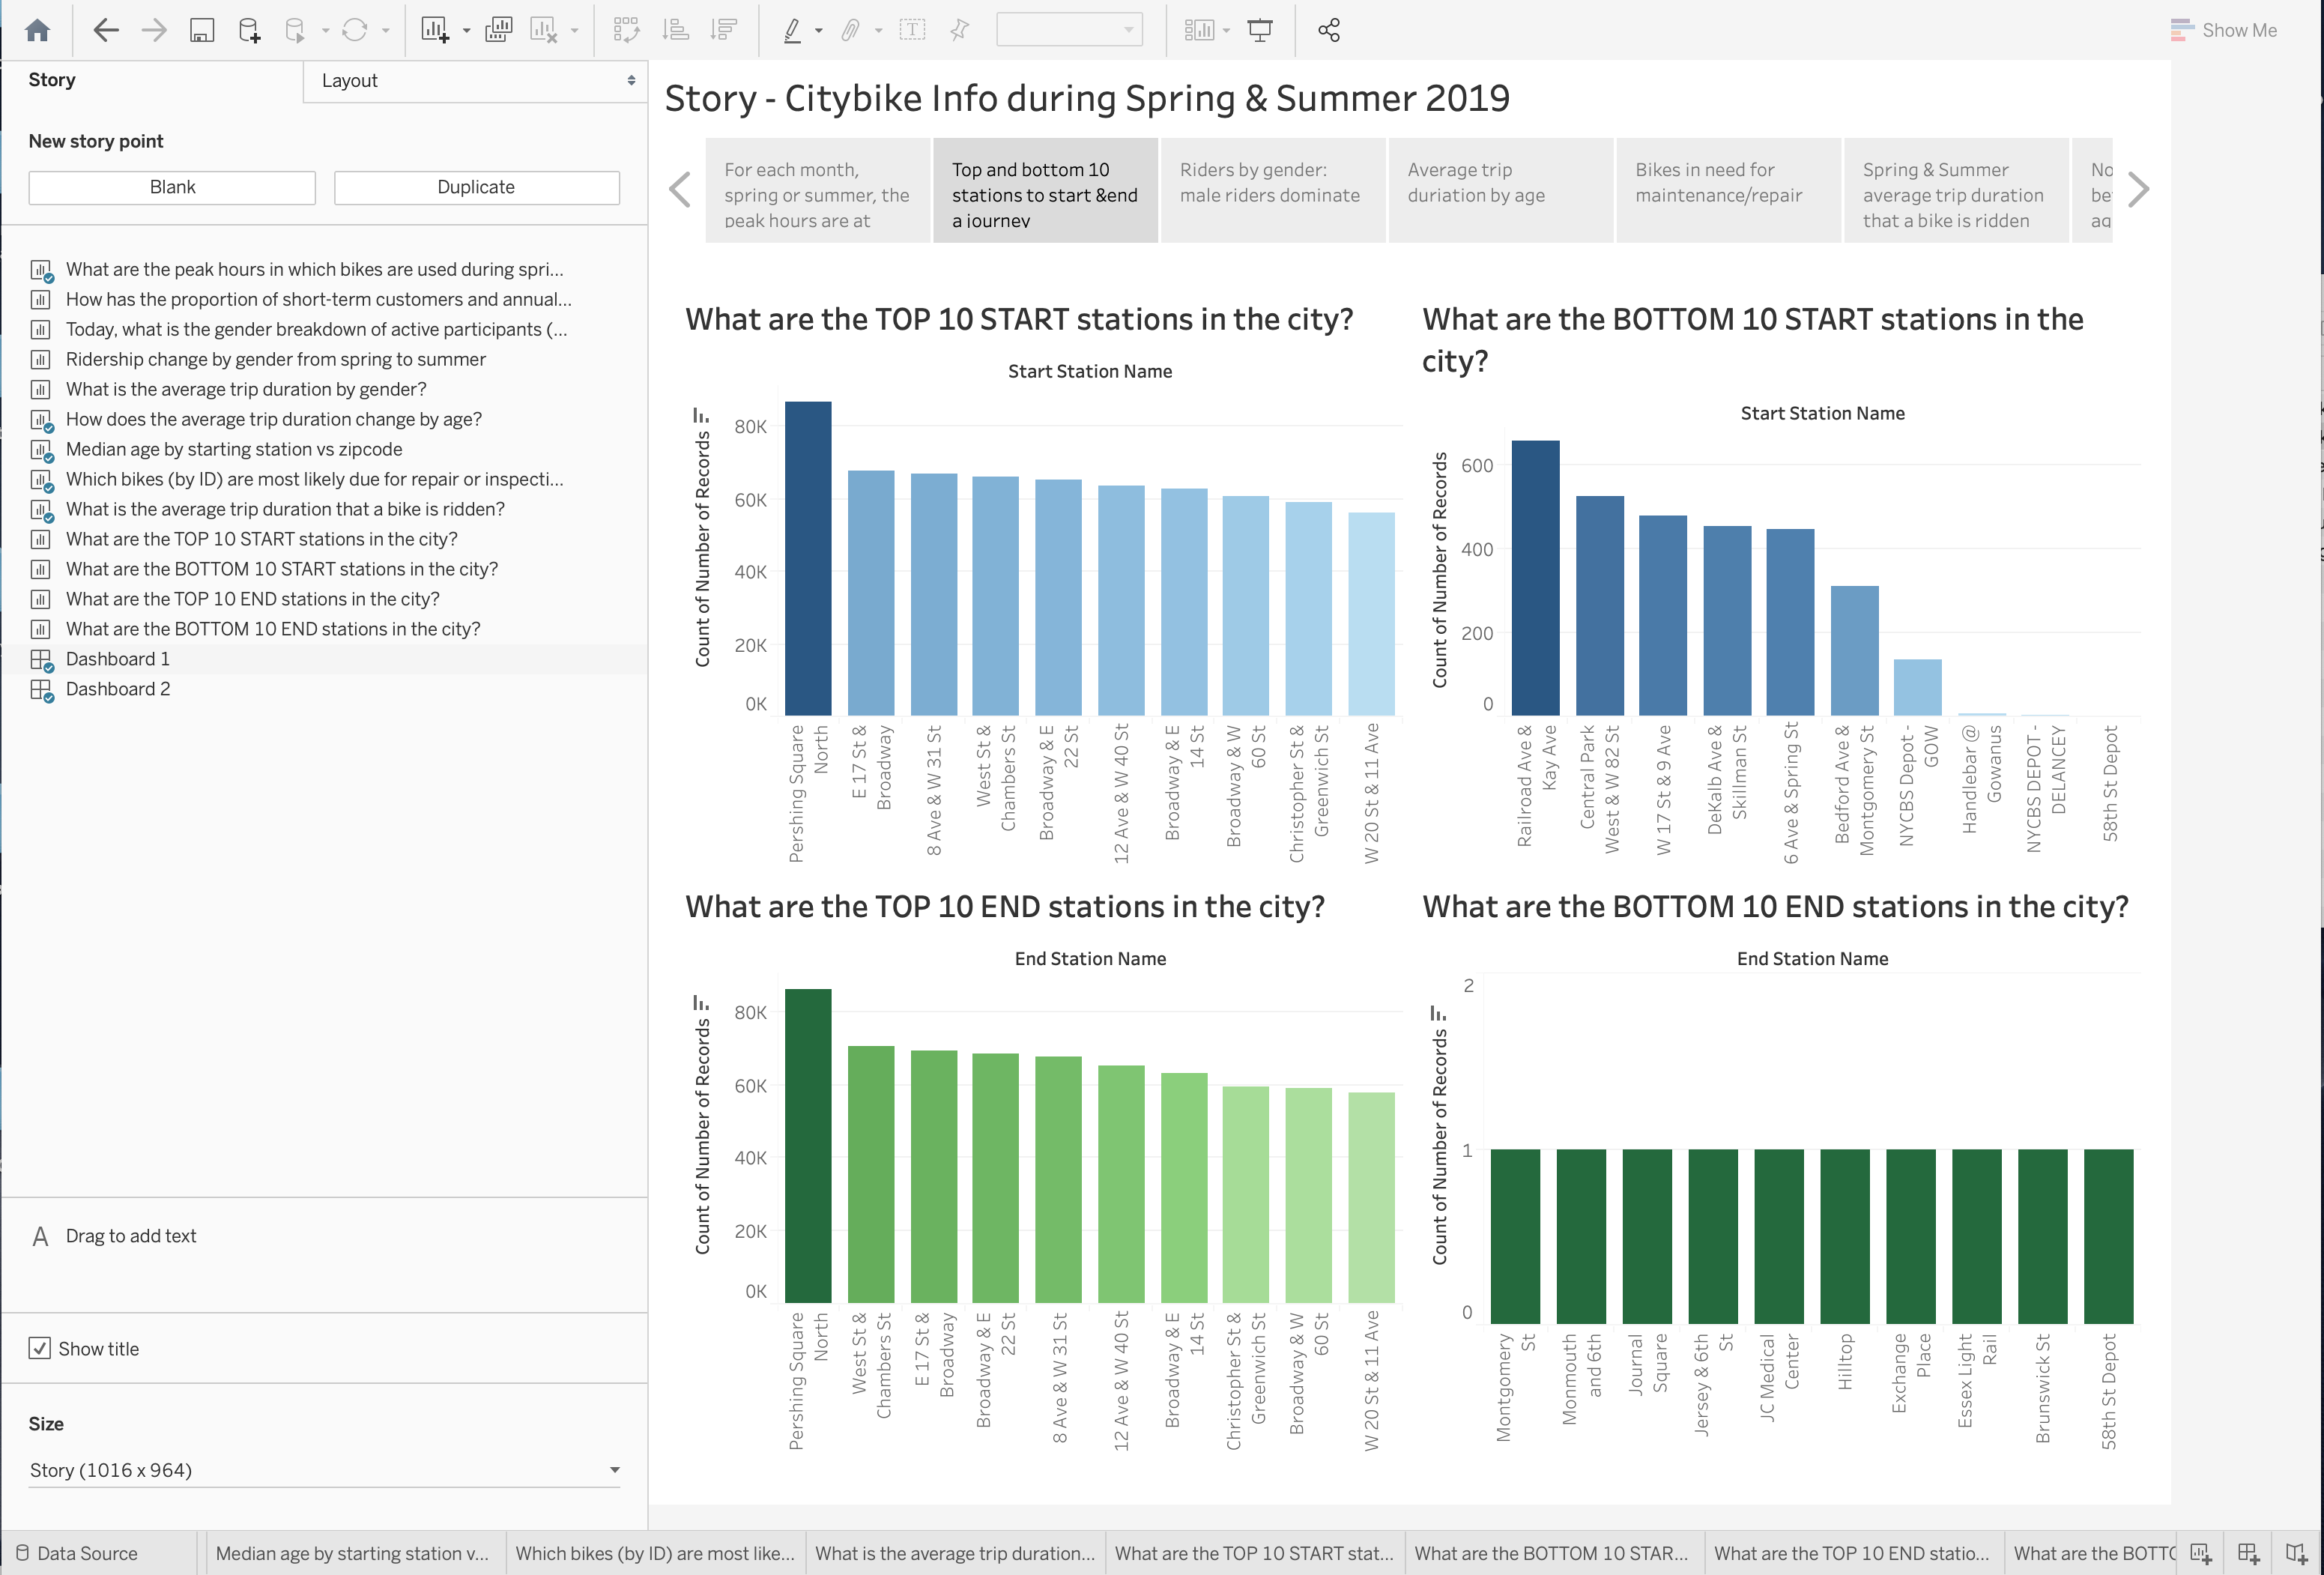 Show Me
Story
Layout
New story point
Blank
Duplicate
What are the peak hours in which bikes are used during spri...
How has the proportion of short-term customers and annual...
Today, what is the gender breakdown of active participants (...
Ridership change by gender from spring to summer
What is the average trip duration by gender?
How does the average trip duration change by age?
Median age by starting station vs zipcode
Which bikes (by ID) are most likely due for repair or inspecti...
What is the average trip duration that a bike is ridden?
What are the TOP 10 START stations in the city?
What are the BOTTOM 10 START stations in the city?
What are the TOP 10 END stations in the city?
What are the BOTTOM 10 END stations in the city?
Dashboard 1
Dashboard 2
A Drag to add text
Show title
Size
Story (1016 x 964)
Story - Citybike Info during Spring & Summer 2019
For each month,
spring or summer, the
peak hours are at
Top and bottom 10
stations to start &end
a journey
Riders by gender:
male riders dominate
Average trip
duriation by age
Bikes in need for
maintenance/repair
Spring & Summer
average trip duration
that a bike is ridden
No
be
ag
What are the TOP 10 START stations in the city?
Start Station Name
Count of Number of Records
80K
60K
40K
20K
0K
Pershing Square
North
E 17 St &
Broadway
8 Ave & W 31 St
West St &
Chambers St
Broadway & E
22 St
12 Ave & W 40 St
Broadway & E
14 St
Broadway & W
60 St
Christopher St &
Greenwich St
W 20 St & 11 Ave
What are the BOTTOM 10 START stations in the
city?
Start Station Name
Count of Number of Records
600
400
200
0
Railroad Ave &
Kay Ave
Central Park
West & W 82 St
W 17 St & 9 Ave
DeKalb Ave &
Skillman St
6 Ave & Spring St
Bedford Ave &
Montgomery St
NYCBS Depot -
GOW
Handlebar @
Gowanus
NYCBS DEPOT -
DELANCEY
58th St Depot
What are the TOP 10 END stations in the city?
End Station Name
Count of Number of Records
80K
60K
40K
20K
0K
Pershing Square
North
West St &
Chambers St
E 17 St &
Broadway
Broadway & E
22 St
8 Ave & W 31 St
12 Ave & W 40 St
Broadway & E
14 St
Christopher St &
Greenwich St
Broadway & W
60 St
W 20 St & 11 Ave
What are the BOTTOM 10 END stations in the city?
End Station Name
Count of Number of Records
2
1
0
Montgomery
St
Monmouth
and 6th
Journal
Square
Jersey & 6th
St
JC Medical
Center
Hilltop
Exchange
Place
Essex Light
Rail
Brunswick St
58th St Depot
Data Source
Median age by starting station v...
Which bikes (by ID) are most like...
What is the average trip duration...
What are the TOP 10 START stat...
What are the BOTTOM 10 STAR...
What are the TOP 10 END statio...
What are the BOTTO